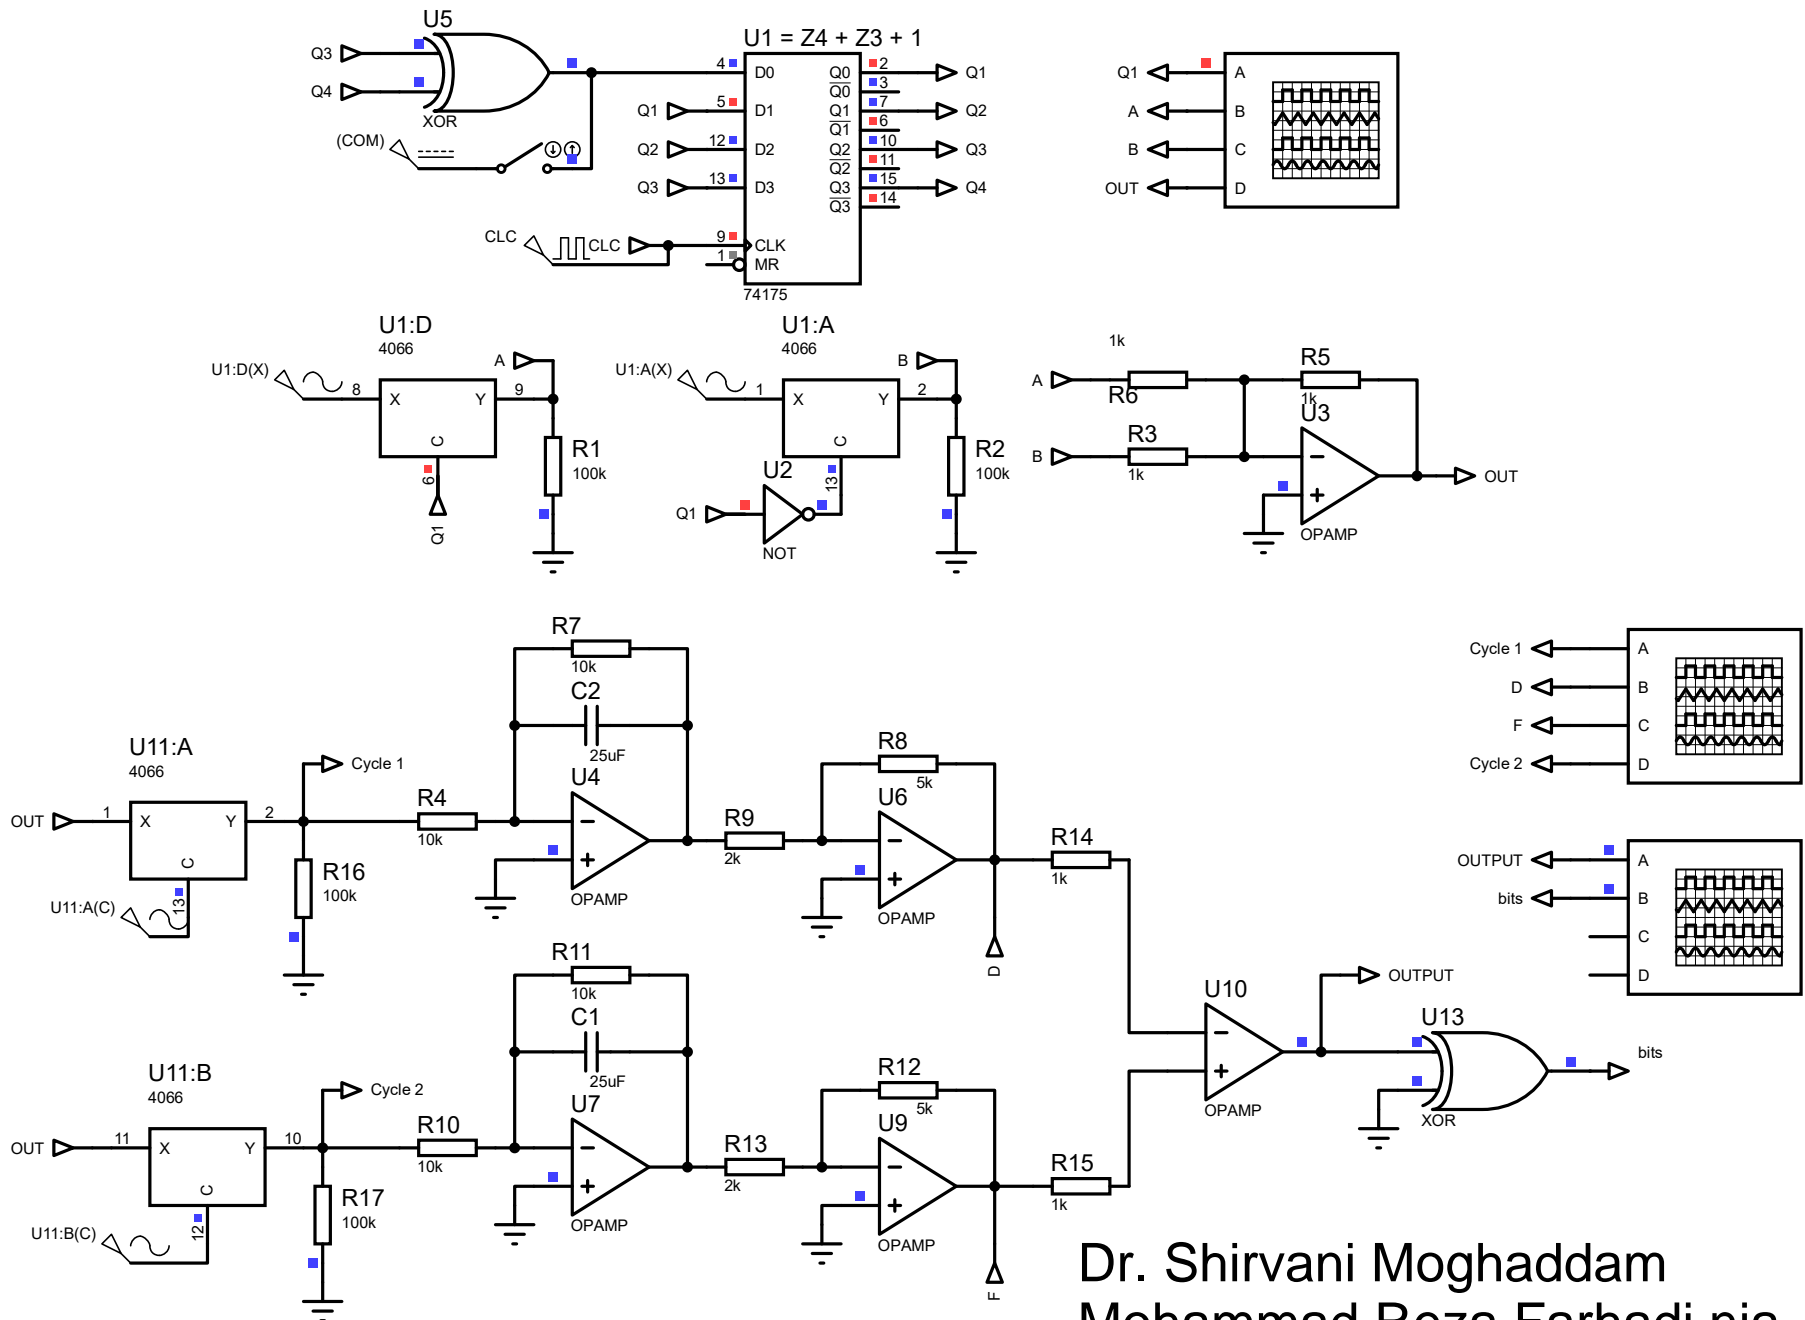 U5
Q3
Q4
XOR
(COM)
U1 = Z4 + Z3 + 1
4 D0 Q0 2 Q1
Q0 3
Q1 5 D1 Q1 7 Q2
Q1 6
Q2 12 D2 Q2 10 Q3
Q2 11
Q3 13 D3 Q3 15 Q4
Q3 14
CLC CLC 9 CLK
1 MR
74175
Q1 A
A B
B C
OUT D
U1:D
4066
U1:D(X) 8 X Y 9 A
C
6
Q1
R1
100k
U1:A
4066
U1:A(X) 1 X Y 2 B
C
13
U2
Q1
NOT
R2
100k
1k
A
R6
R5
1k
U3
B
R3
1k
OUT
OPAMP
R7
10k
C2
25uF
U11:A
4066
Cycle 1
OUT 1 X Y 2
C
13
U11:A(C)
R16
100k
R4
10k
U4
OPAMP
R9
2k
R8
5k
U6
OPAMP
D
R14
1k
Cycle 1 A
D B
F C
Cycle 2 D
OUTPUT A
bits B
C
D
R11
10k
C1
25uF
U11:B
4066
Cycle 2
OUT 11 X Y 10
C
12
U11:B(C)
R17
100k
R10
10k
U7
OPAMP
R13
2k
R12
5k
U9
OPAMP
F
R15
1k
U10
OPAMP
OUTPUT
U13
XOR
bits
Dr. Shirvani Moghaddam
Mohammad Reza Farhadi nia